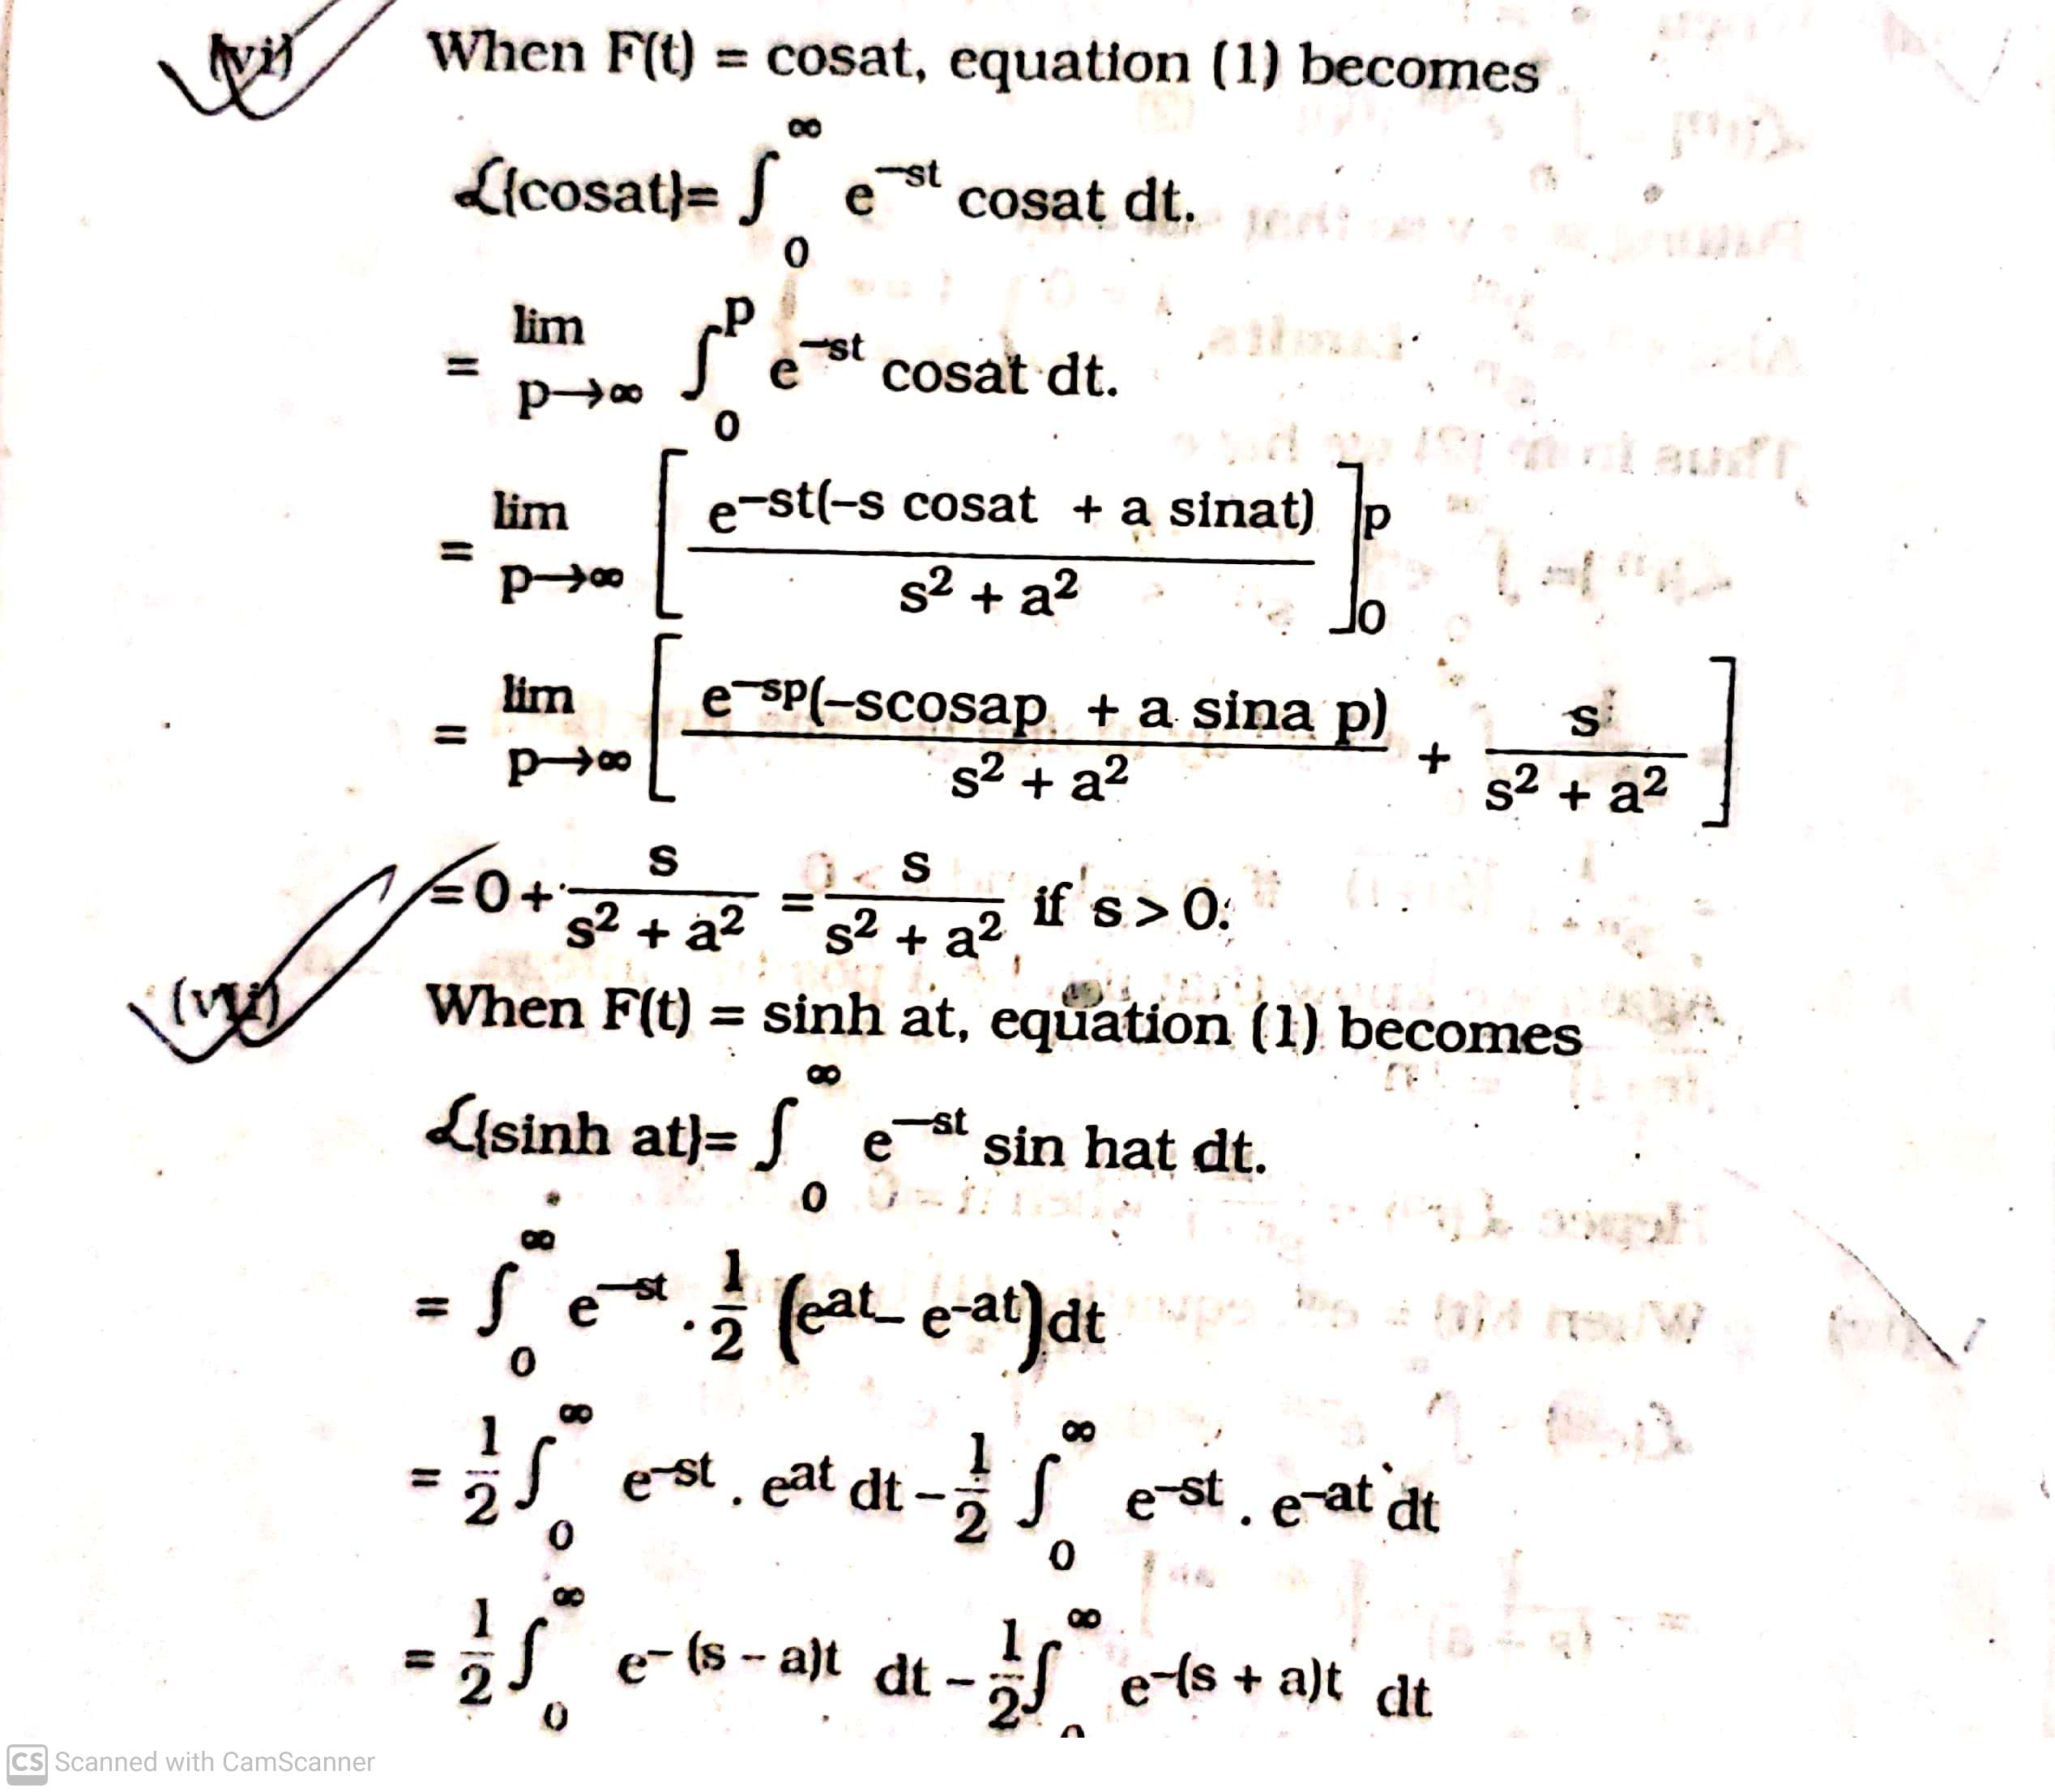 (vi) When F(t) = cosat, equation (1) becomes
ℒ{cosat}= ∫₀^∞ e^–st cosat dt.
= lim p→∞ ∫₀^p e^–st cosat dt.
= lim p→∞ [ e–st(–s cosat + a sinat) / s² + a² ]₀^p
= lim p→∞ [ e^–sp(–scosap + a sina p) / s² + a² + s / s² + a² ]
=0+ s / s² + a² = s / s² + a² if s > 0.
(vii) When F(t) = sinh at, equation (1) becomes
ℒ{sinh at}= ∫₀^∞ e^–st sin hat dt.
= ∫₀^∞ e^–st . 1/2 (e^at – e^-at)dt
= 1/2 ∫₀^∞ e^–st . e^at dt – 1/2 ∫₀^∞ e^–st . e^–at dt
= 1/2 ∫₀^∞ e^– (s – a)t dt – 1/2 ∫₀^∞ e^–(s + a)t dt
CS Scanned with CamScanner